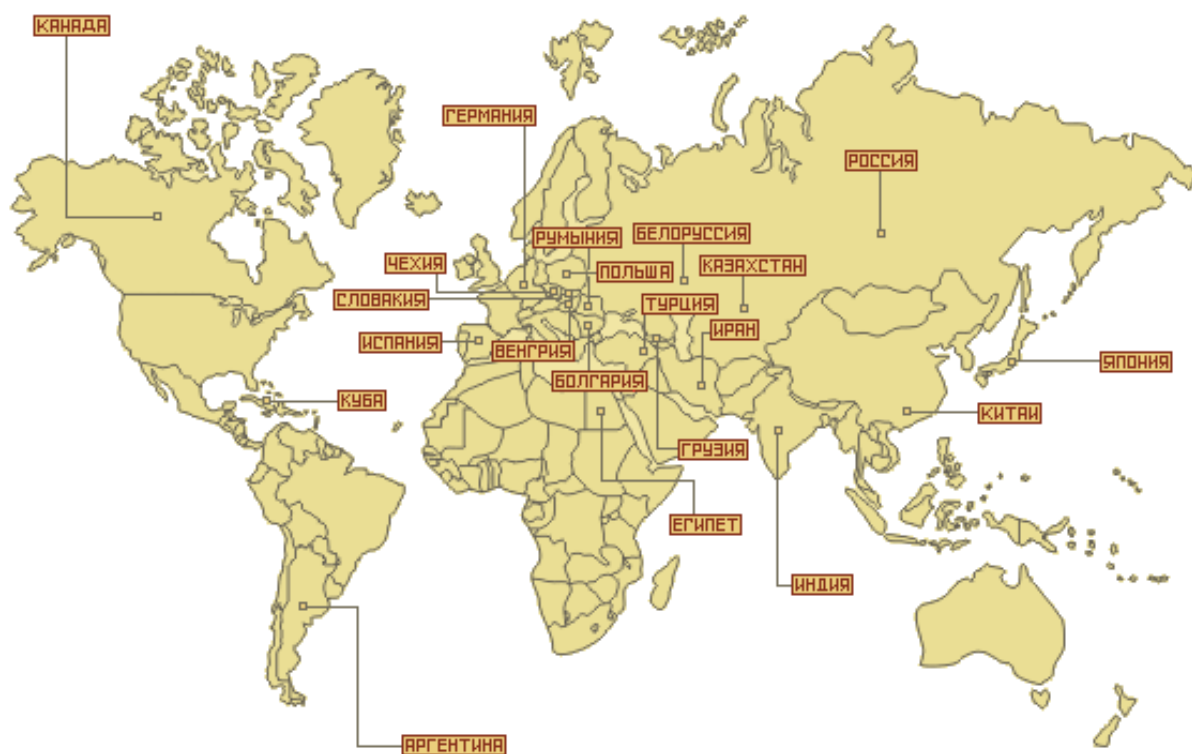 КАНАДА
ГЕРМАНИЯ
РОССИЯ
РУМЫНИЯ
БЕЛОРУССИЯ
ЧЕХИЯ
ПОЛЬША
КАЗАХСТАН
СЛОВАКИЯ
ТУРЦИЯ
ИРАН
ИСПАНИЯ
ВЕНГРИЯ
ЯПОНИЯ
БОЛГАРИЯ
КУБА
КИТАИ
ГРУЗИЯ
ЕГИПЕТ
ИНДИЯ
АРГЕНТИНА